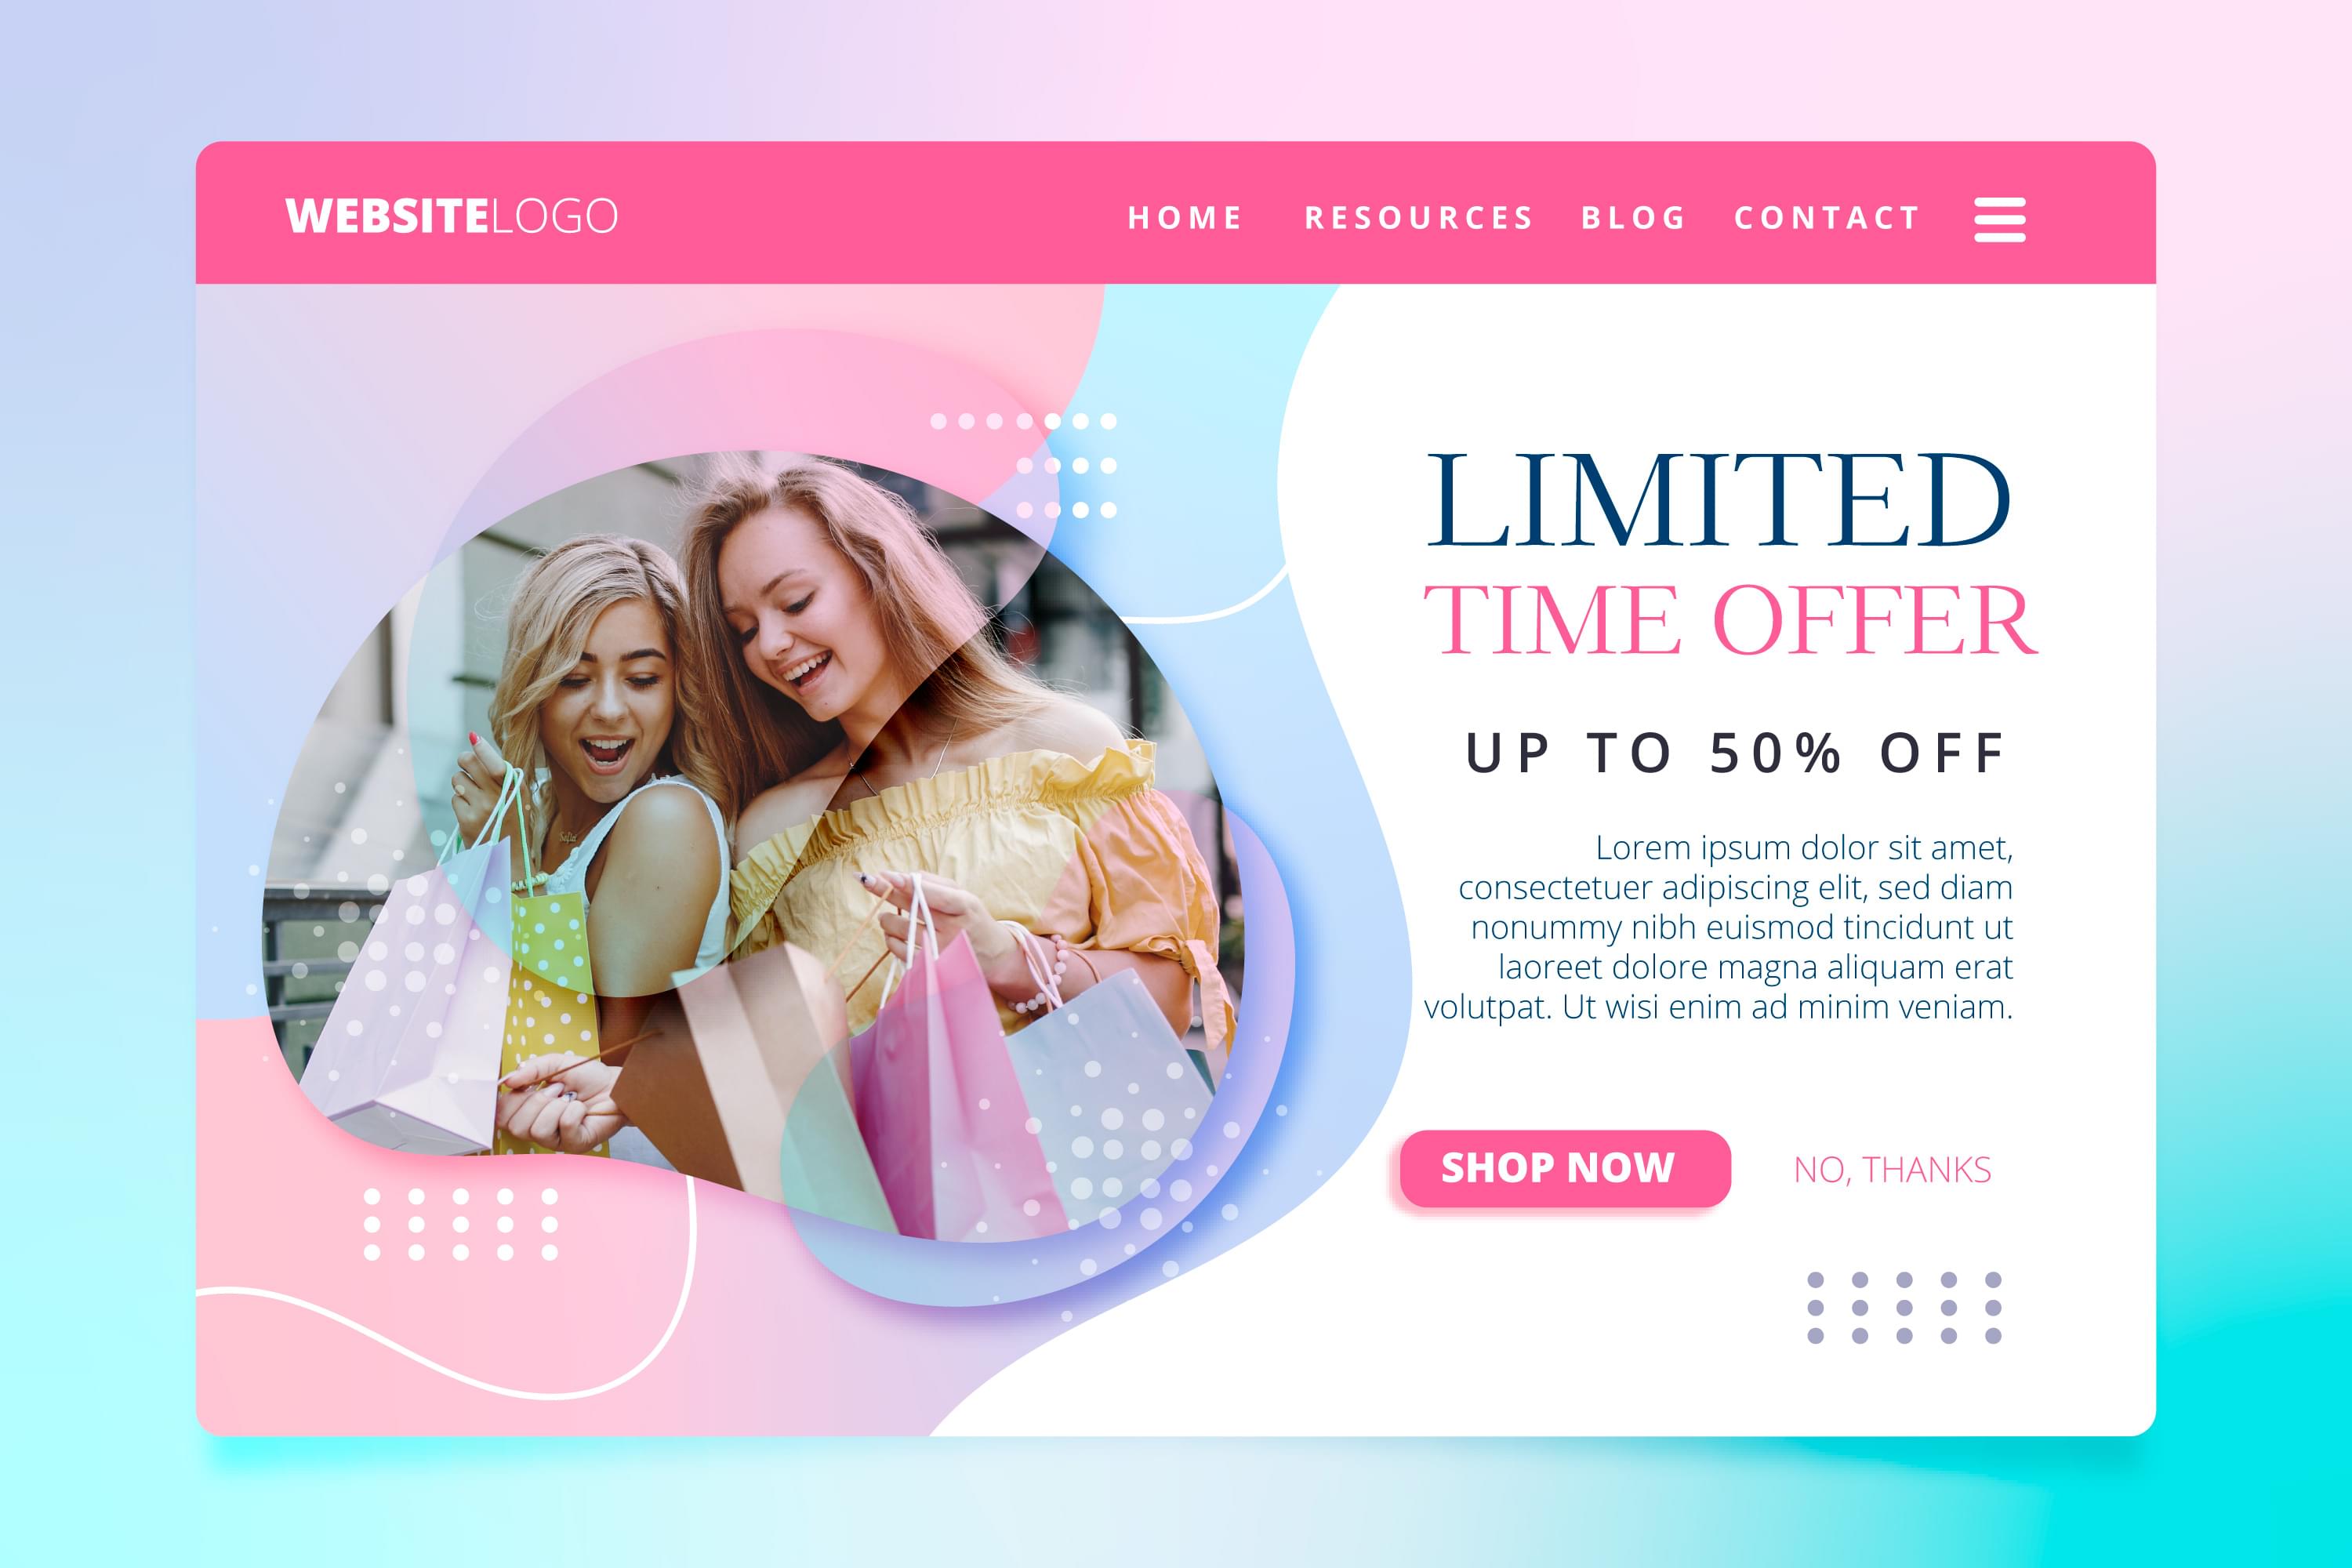 WEBSITELOGO
HOME RESOURCES BLOG CONTACT
LIMITED
TIME OFFER
UP TO 50% OFF
Lorem ipsum dolor sit amet,
consectetuer adipiscing elit, sed diam
nonummy nibh euismod tincidunt ut
laoreet dolore magna aliquam erat
volutpat. Ut wisi enim ad minim veniam.
SHOP NOW NO, THANKS